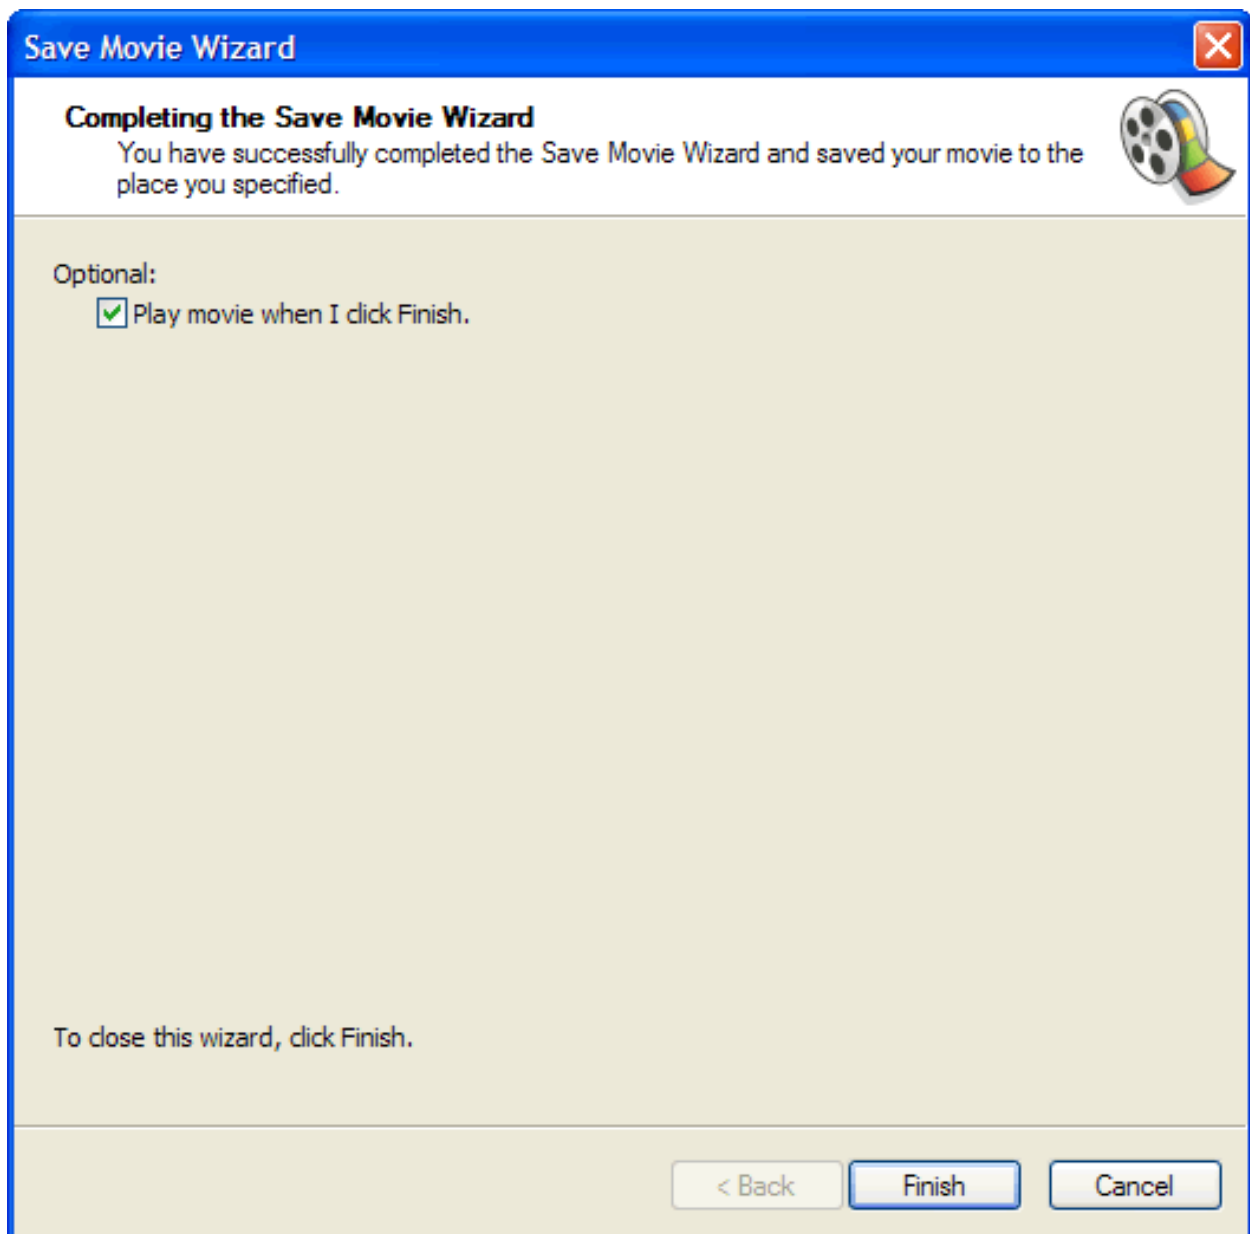 Save Movie Wizard
Completing the Save Movie Wizard
You have successfully completed the Save Movie Wizard and saved your movie to the
place you specified.
Optional:
Play movie when I click Finish.
To close this wizard, click Finish.
< Back
Finish
Cancel